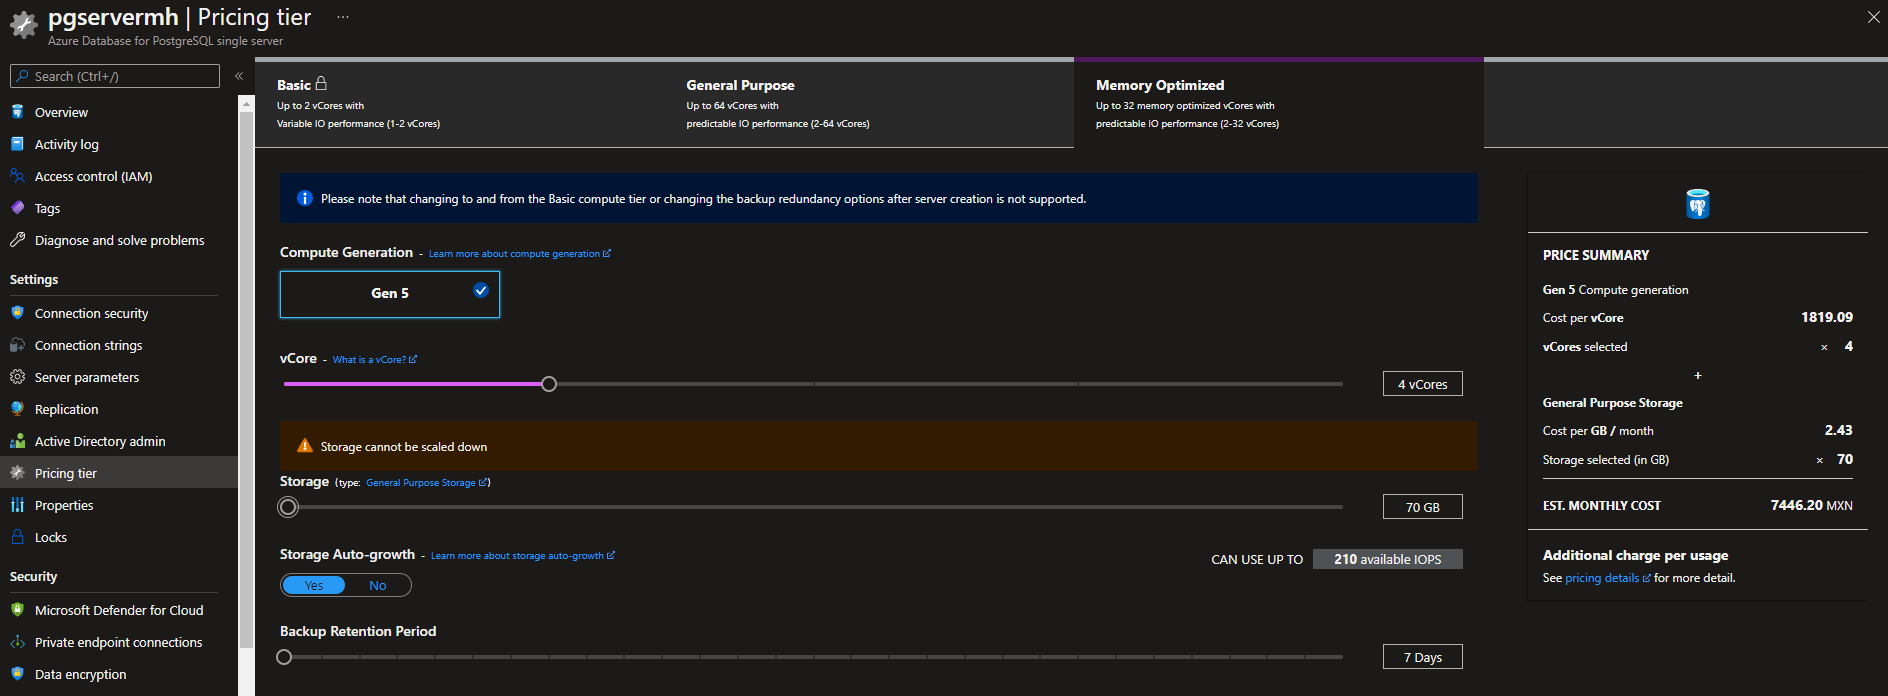 pgservermh | Pricing tier ...
Azure Database for PostgreSQL single server
Search (Ctrl+/)
«
Overview
Activity log
Access control (IAM)
Tags
Diagnose and solve problems
Settings
Connection security
Connection strings
Server parameters
Replication
Active Directory admin
Pricing tier
Properties
Locks
Security
Microsoft Defender for Cloud
Private endpoint connections
Data encryption
Basic
Up to 2 vCores with
Variable IO performance (1-2 vCores)
General Purpose
Up to 64 vCores with
predictable IO performance (2-64 vCores)
Memory Optimized
Up to 32 memory optimized vCores with
predictable IO performance (2-32 vCores)
Please note that changing to and from the Basic compute tier or changing the backup redundancy options after server creation is not supported.
Compute Generation - Learn more about compute generation
Gen 5
vCore - What is a vCore?
4 vCores
Storage cannot be scaled down
Storage (type: General Purpose Storage)
70 GB
Storage Auto-growth - Learn more about storage auto-growth
CAN USE UP TO 210 available IOPS
Yes No
Backup Retention Period
7 Days
PRICE SUMMARY
Gen 5 Compute generation
Cost per vCore 1819.09
vCores selected × 4
+
General Purpose Storage
Cost per GB / month 2.43
Storage selected (in GB) × 70
EST. MONTHLY COST 7446.20 MXN
Additional charge per usage
See pricing details for more detail.